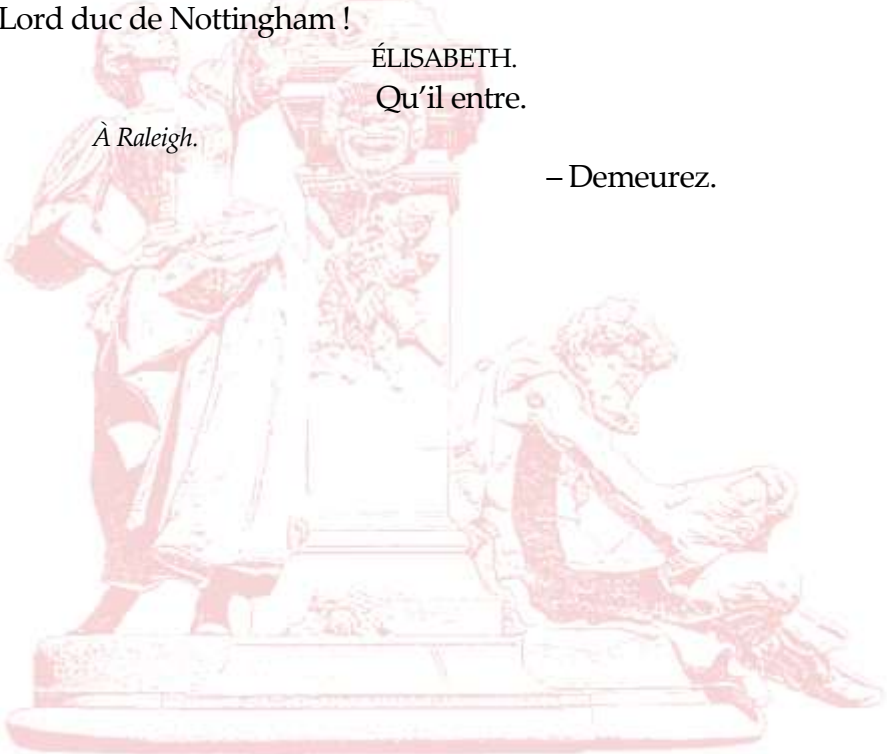 Lord duc de Nottingham !
ÉLISABETH.
Qu’il entre.
À Raleigh.
– Demeurez.